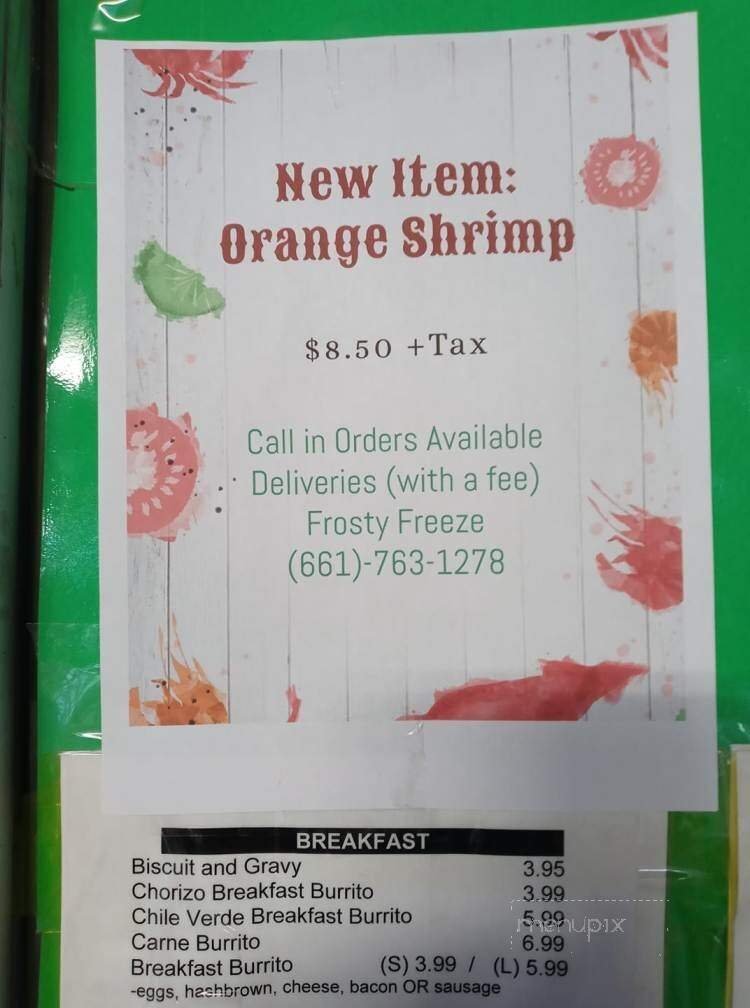 New Item:
Orange Shrimp
$8.50 +Tax
Call in Orders Available
Deliveries (with a fee)
Frosty Freeze
(661)-763-1278
BREAKFAST
Biscuit and Gravy 3.95
Chorizo Breakfast Burrito 3.99
Chile Verde Breakfast Burrito 5.99
Carne Burrito 6.99
Breakfast Burrito (S) 3.99 / (L) 5.99
-eggs, hashbrown, cheese, bacon OR sausage
menupix